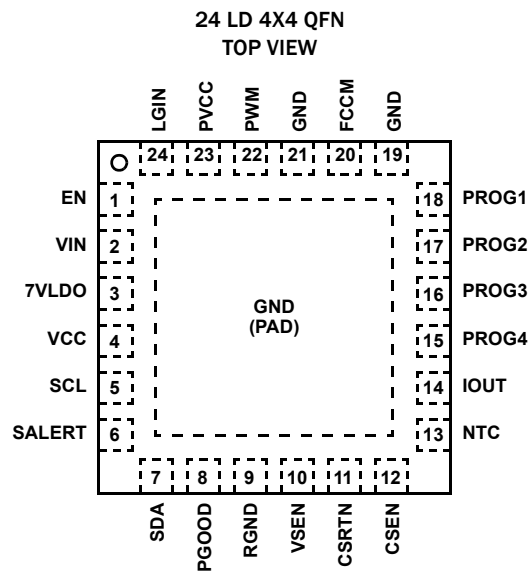 24 LD 4X4 QFN
TOP VIEW
LGIN
PVCC
PWM
GND
FCCM
GND
24
23
22
21
20
19
EN
1
18
PROG1
VIN
2
17
PROG2
7VLDO
3
16
PROG3
GND
(PAD)
VCC
4
15
PROG4
SCL
5
14
IOUT
SALERT
6
13
NTC
7
8
9
10
11
12
SDA
PGOOD
RGND
VSEN
CSRTN
CSEN